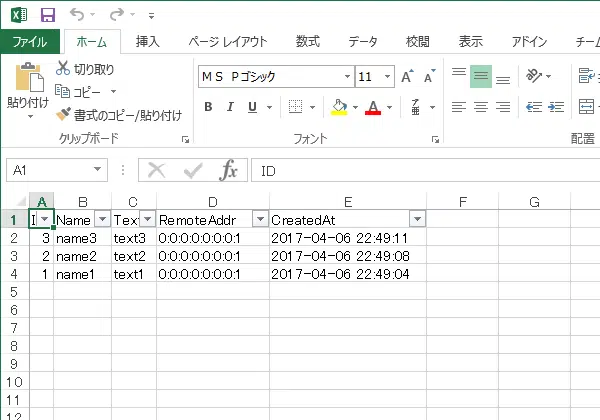 ファイル ホーム 挿入 ページ レイアウト 数式 データ 校閲 表示 アドイン チーム
貼り付け
切り取り
コピー
書式のコピー/貼り付け
クリップボード
ＭＳ Ｐゴシック 11 A A
B I U A ア亜
フォント
配置
A1 fx ID
A B C D E F G
1 I Name Tex RemoteAddr CreatedAt
2 3 name3 text3 0:0:0:0:0:0:0:1 2017-04-06 22:49:11
3 2 name2 text2 0:0:0:0:0:0:0:1 2017-04-06 22:49:08
4 1 name1 text1 0:0:0:0:0:0:0:1 2017-04-06 22:49:04
5
6
7
8
9
10
11
12